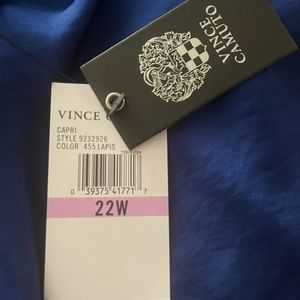 VINCE
CAMUTO
VINCE C
CAPRI
STYLE 9232926
COLOR 455 LAPIS
0 39375 41771 7
22W